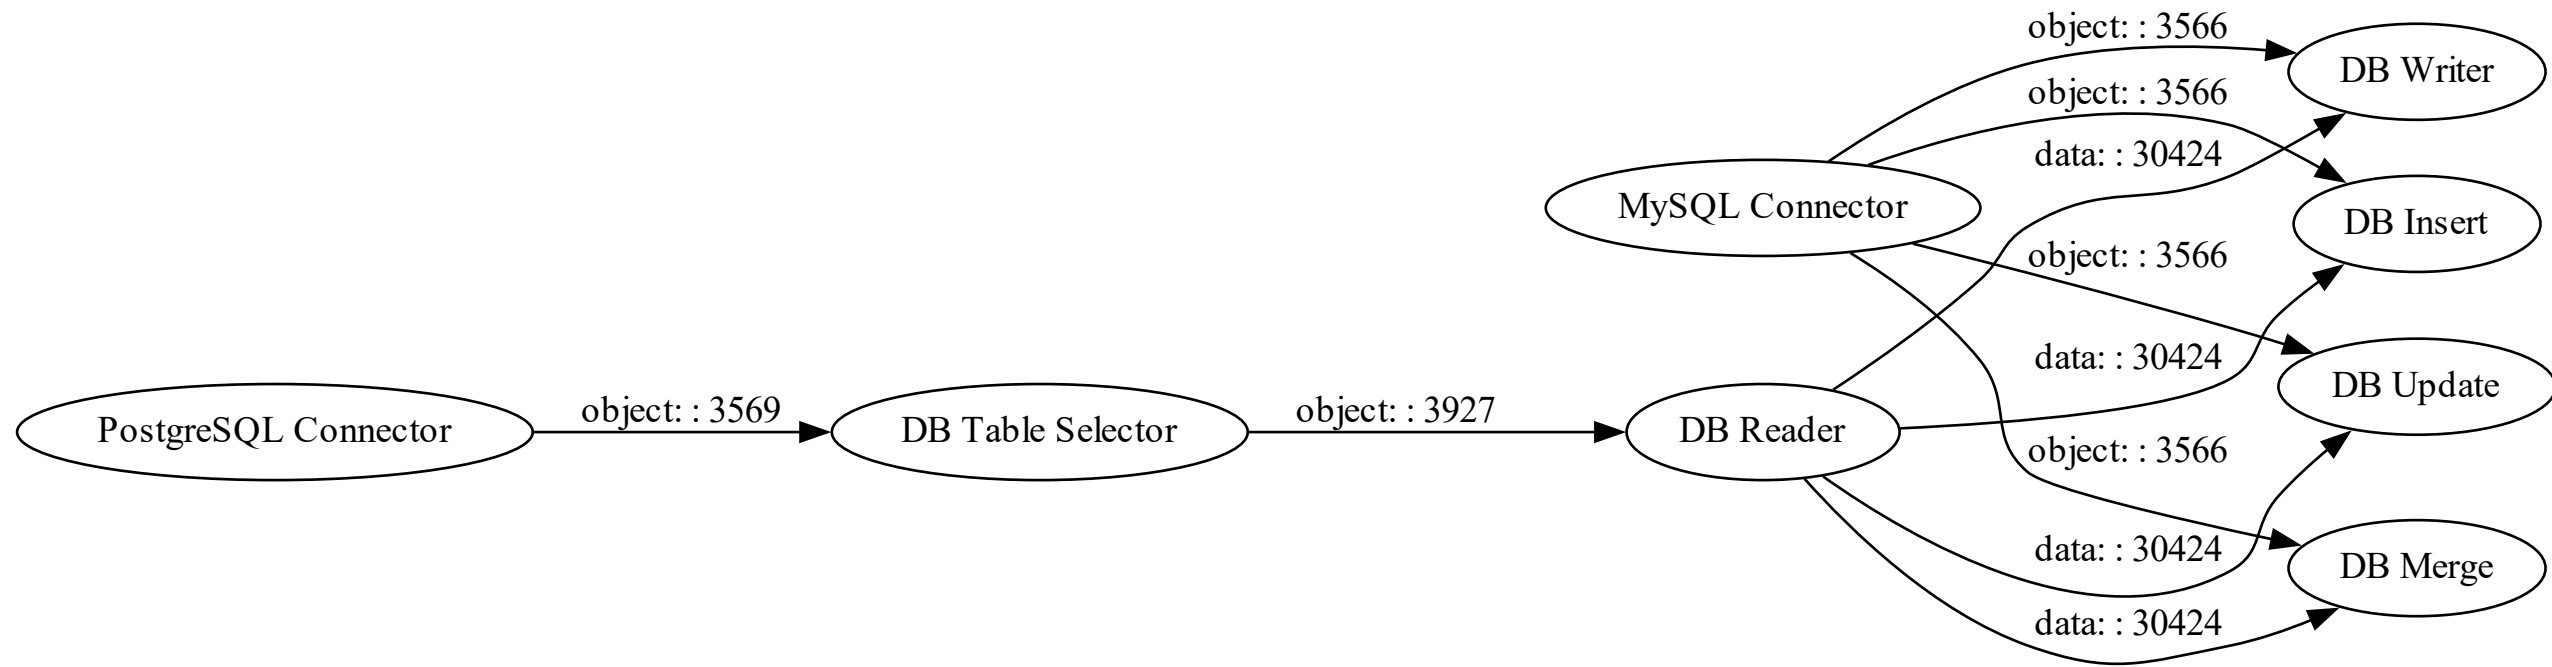 object: : 3566
DB Writer
object: : 3566
data: : 30424
MySQL Connector
DB Insert
object: : 3566
data: : 30424
DB Update
PostgreSQL Connector
object: : 3569
DB Table Selector
object: : 3927
DB Reader
object: : 3566
data: : 30424
DB Merge
data: : 30424